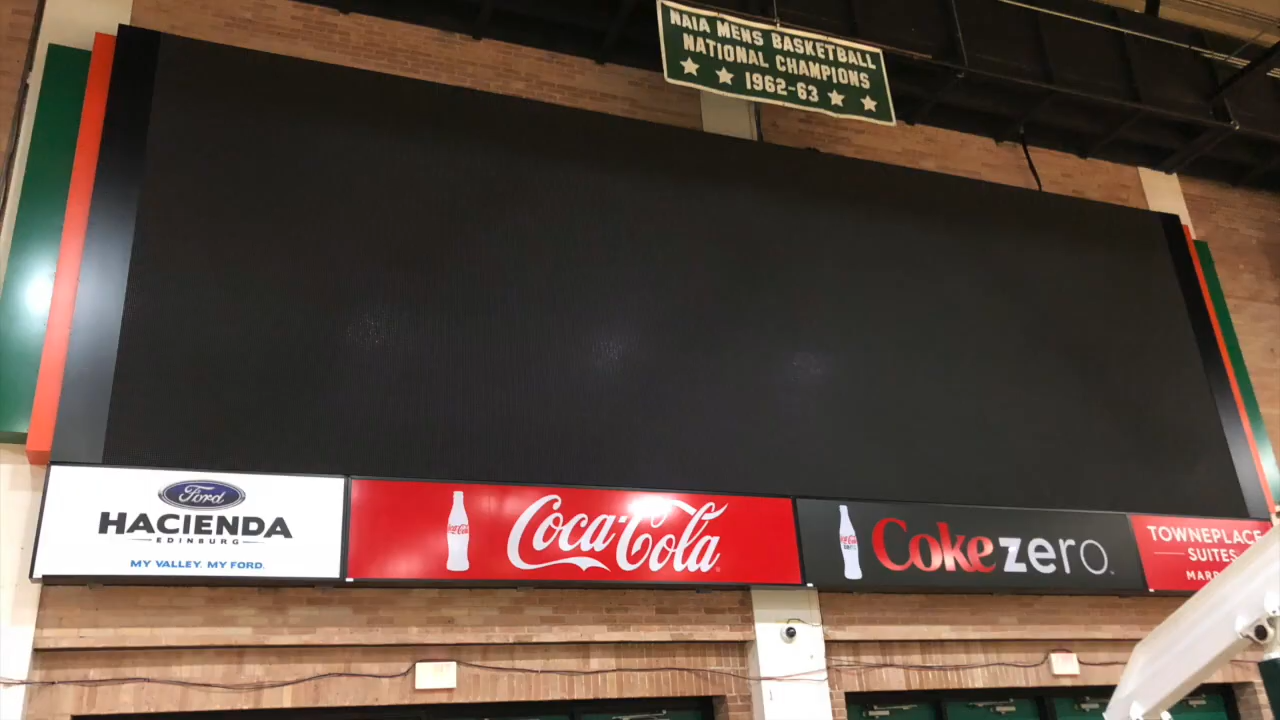 NAIA MENS BASKETBALL
NATIONAL CHAMPIONS
1962-63
Ford
HACIENDA
EDINBURG
MY VALLEY. MY FORD.
Coca-Cola
Coca-Cola
Coke zero
TOWNEPLACE
SUITES